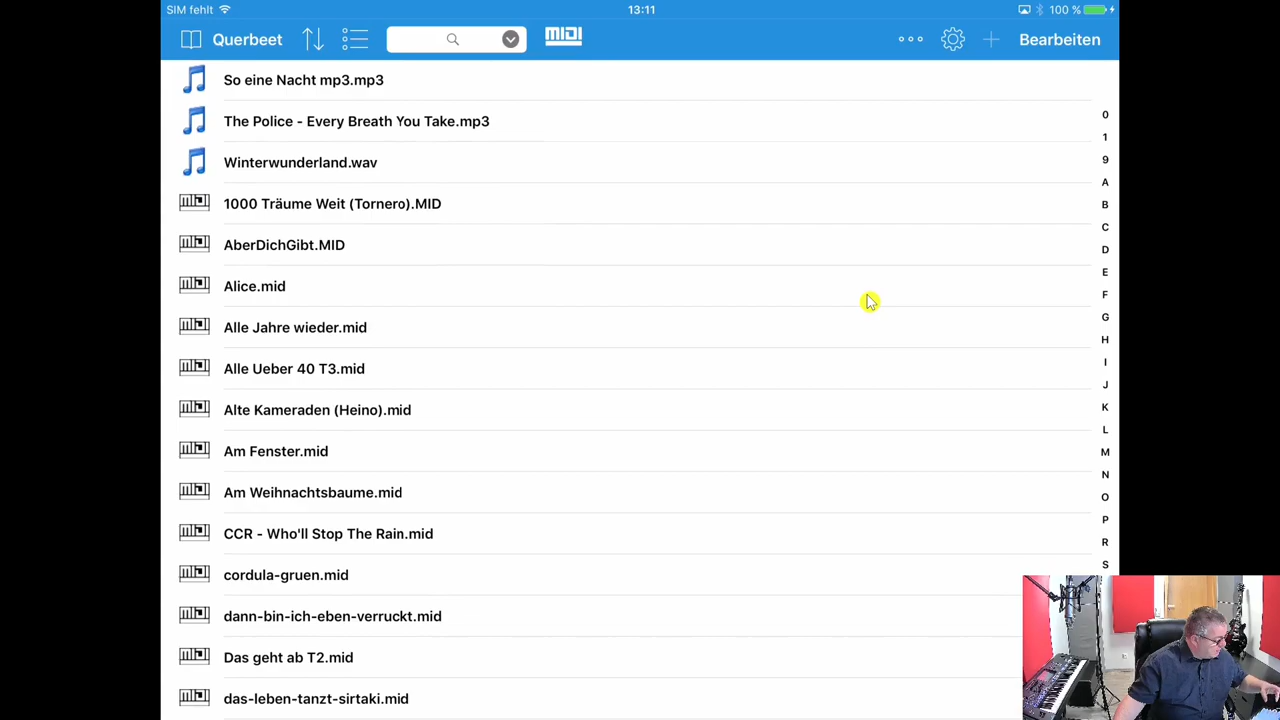 SIM fehlt 13:11 100 %
Querbeet MIDI Bearbeiten
So eine Nacht mp3.mp3
The Police - Every Breath You Take.mp3
Winterwunderland.wav
1000 Träume Weit (Tornero).MID
AberDichGibt.MID
Alice.mid
Alle Jahre wieder.mid
Alle Ueber 40 T3.mid
Alte Kameraden (Heino).mid
Am Fenster.mid
Am Weihnachtsbaume.mid
CCR - Who'll Stop The Rain.mid
cordula-gruen.mid
dann-bin-ich-eben-verruckt.mid
Das geht ab T2.mid
das-leben-tanzt-sirtaki.mid
0
1
9
A
B
C
D
E
F
G
H
I
J
K
L
M
N
O
P
R
S